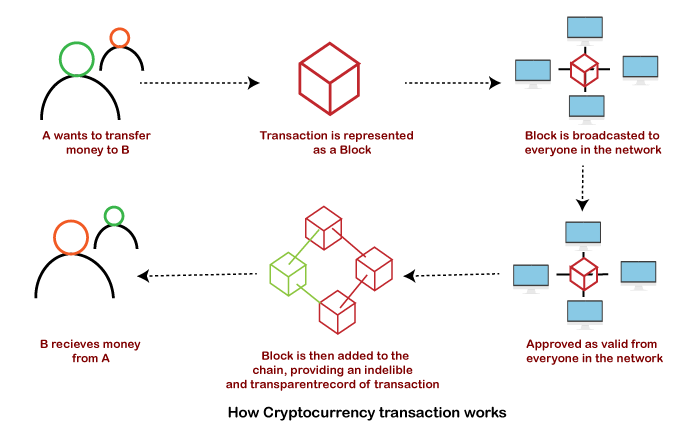 A wants to transfer
money to B
Transaction is represented
as a Block
Block is broadcasted to
everyone in the network
B recieves money
from A
Block is then added to the
chain, providing an indelible
and transparentrecord of transaction
Approved as valid from
everyone in the network
How Cryptocurrency transaction works